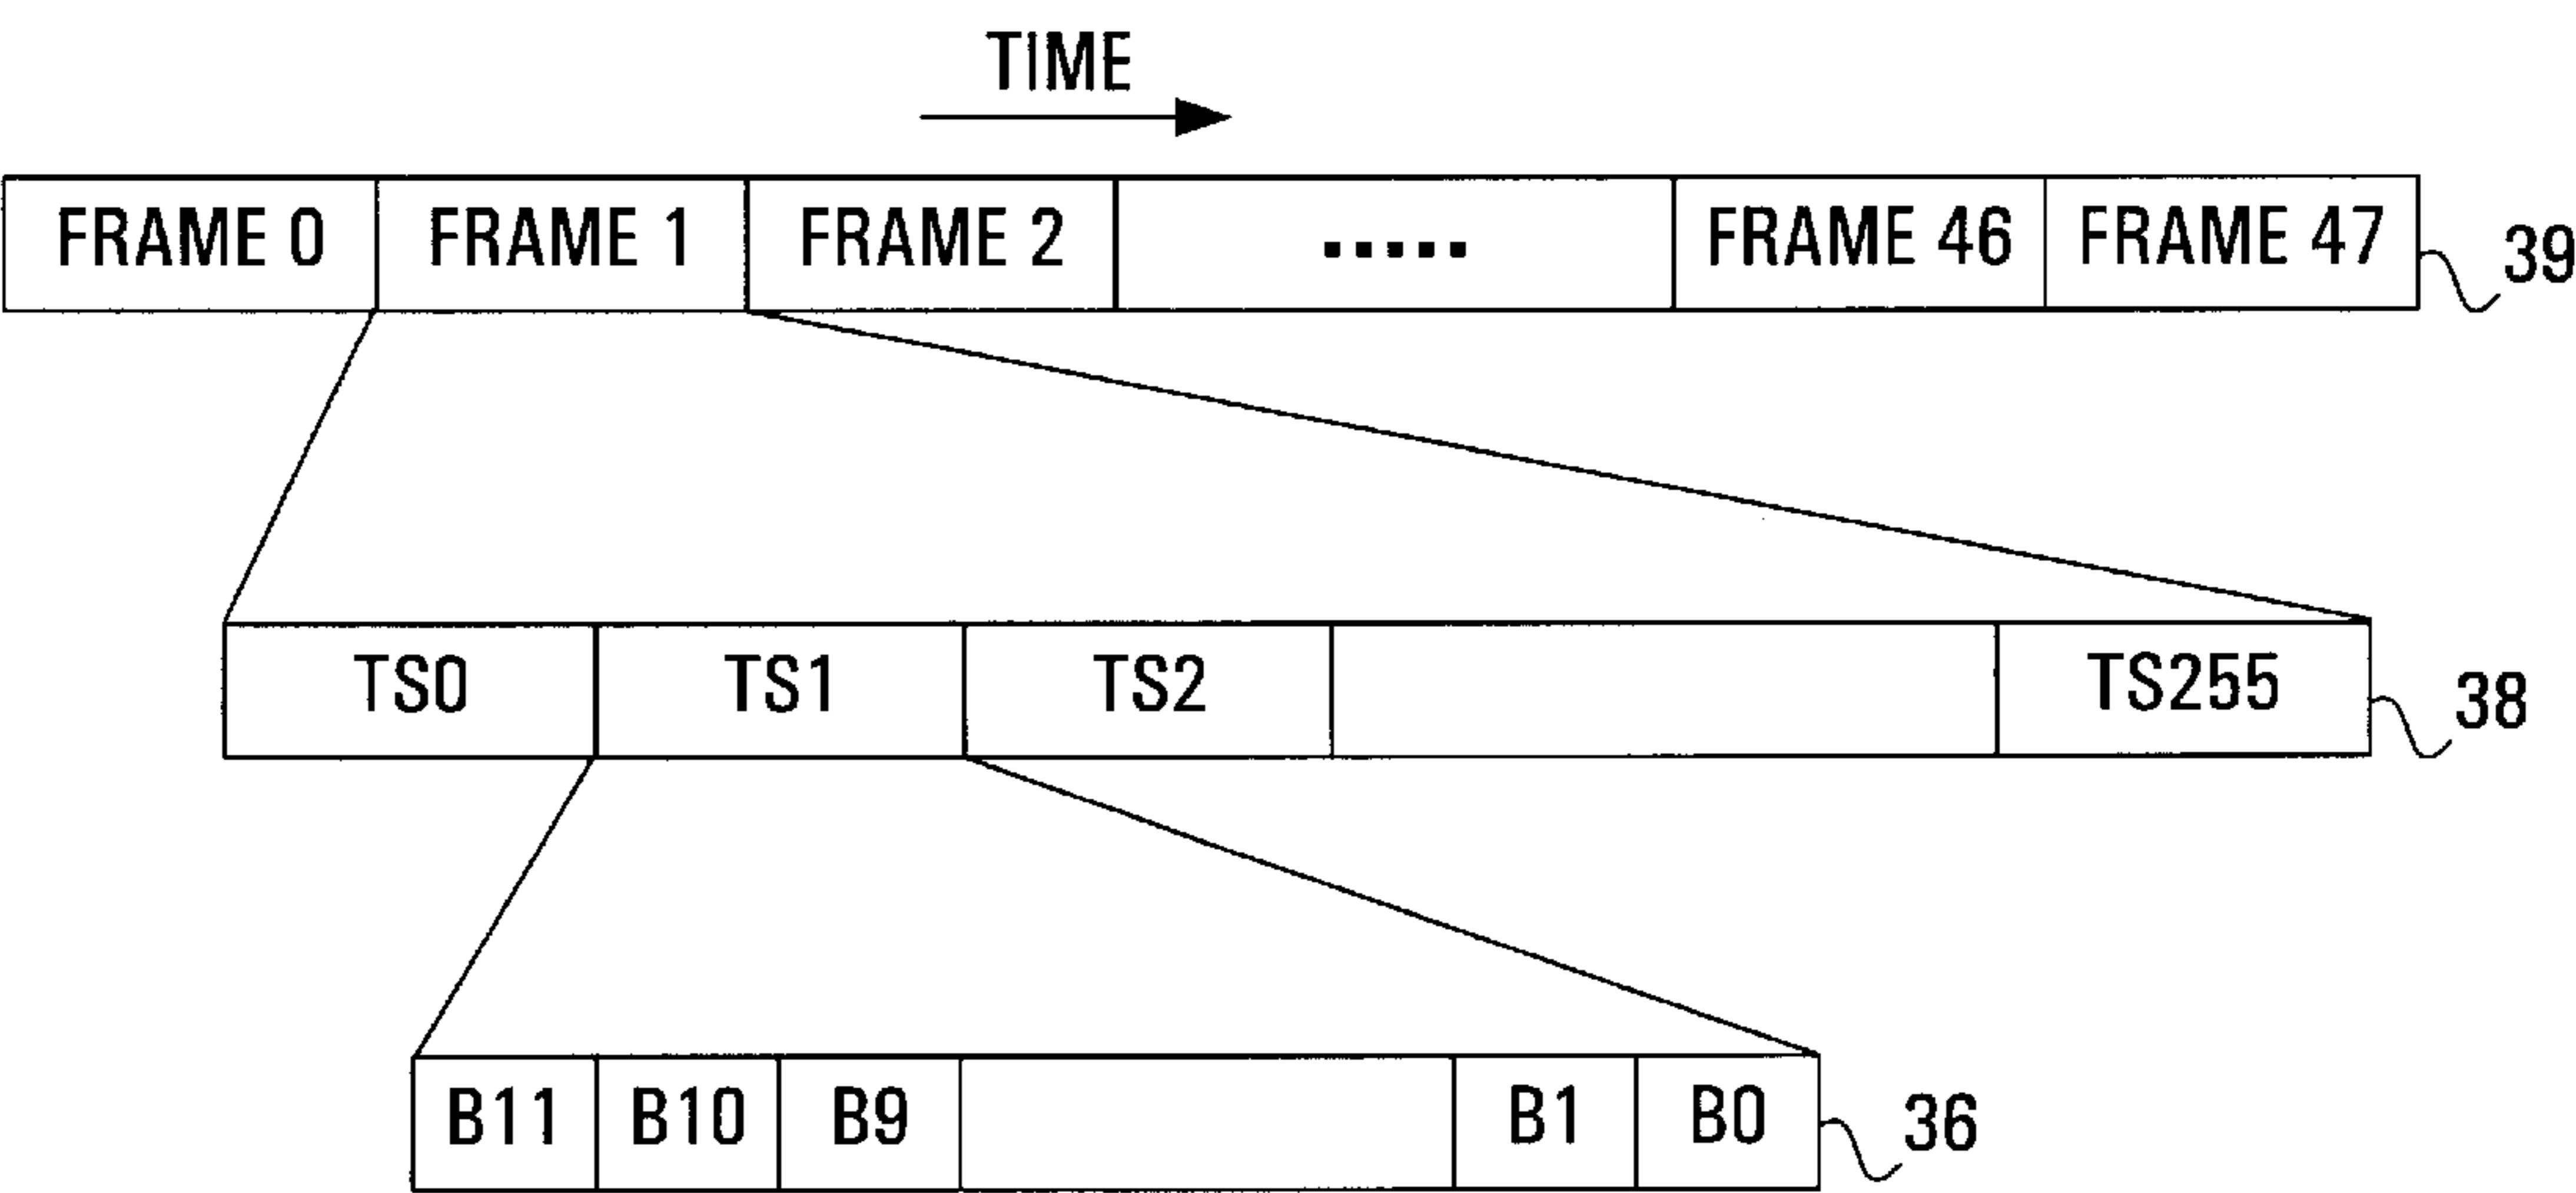 TIME
FRAME 0 FRAME 1 FRAME 2 ..... FRAME 46 FRAME 47 39
TS0 TS1 TS2 TS255 38
B11 B10 B9 B1 B0 36